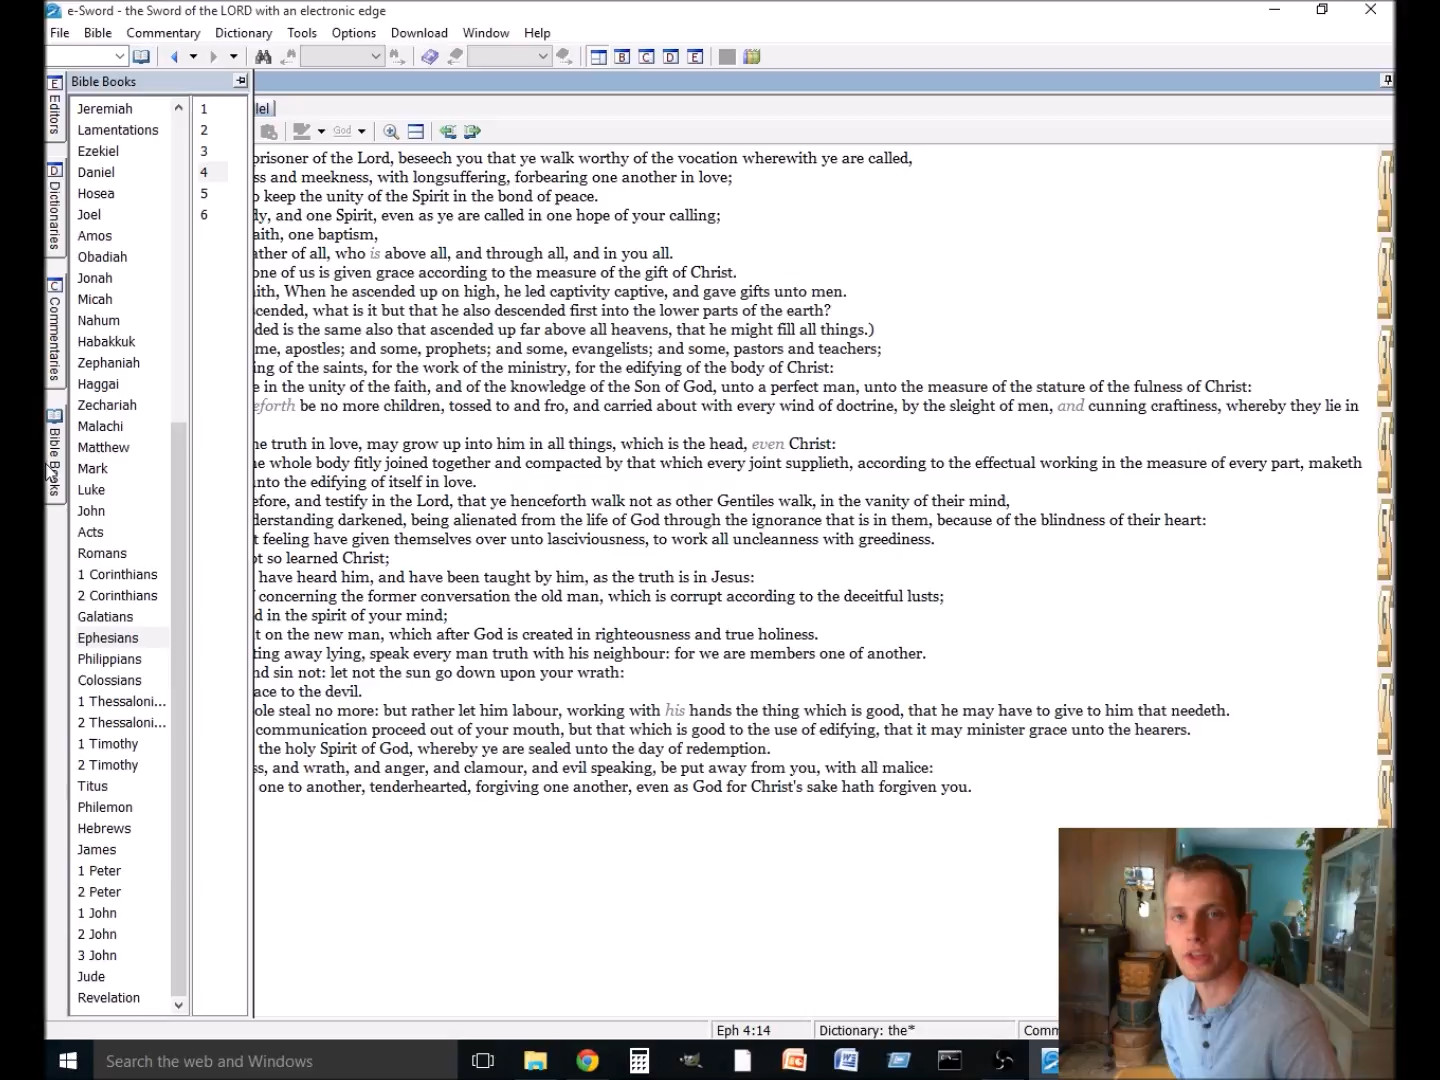 e-Sword - the Sword of the LORD with an electronic edge
File Bible Commentary Dictionary Tools Options Download Window Help
B C D E
Bible Books
E Editors
D Dictionaries
C Commentaries
Bible Books
Jeremiah
Lamentations
Ezekiel
Daniel
Hosea
Joel
Amos
Obadiah
Jonah
Micah
Nahum
Habakkuk
Zephaniah
Haggai
Zechariah
Malachi
Matthew
Mark
Luke
John
Acts
Romans
1 Corinthians
2 Corinthians
Galatians
Ephesians
Philippians
Colossians
1 Thessaloni...
2 Thessaloni...
1 Timothy
2 Timothy
Titus
Philemon
Hebrews
James
1 Peter
2 Peter
1 John
2 John
3 John
Jude
Revelation
1
2
3
4
5
6
lel
God
prisoner of the Lord, beseech you that ye walk worthy of the vocation wherewith ye are called,
ss and meekness, with longsuffering, forbearing one another in love;
o keep the unity of the Spirit in the bond of peace.
dy, and one Spirit, even as ye are called in one hope of your calling;
aith, one baptism,
ather of all, who is above all, and through all, and in you all.
one of us is given grace according to the measure of the gift of Christ.
ith, When he ascended up on high, he led captivity captive, and gave gifts unto men.
scended, what is it but that he also descended first into the lower parts of the earth?
ded is the same also that ascended up far above all heavens, that he might fill all things.)
me, apostles; and some, prophets; and some, evangelists; and some, pastors and teachers;
ing of the saints, for the work of the ministry, for the edifying of the body of Christ:
e in the unity of the faith, and of the knowledge of the Son of God, unto a perfect man, unto the measure of the stature of the fulness of Christ:
eforth be no more children, tossed to and fro, and carried about with every wind of doctrine, by the sleight of men, and cunning craftiness, whereby they lie in
he truth in love, may grow up into him in all things, which is the head, even Christ:
he whole body fitly joined together and compacted by that which every joint supplieth, according to the effectual working in the measure of every part, maketh
unto the edifying of itself in love.
efore, and testify in the Lord, that ye henceforth walk not as other Gentiles walk, in the vanity of their mind,
derstanding darkened, being alienated from the life of God through the ignorance that is in them, because of the blindness of their heart:
t feeling have given themselves over unto lasciviousness, to work all uncleanness with greediness.
ot so learned Christ;
have heard him, and have been taught by him, as the truth is in Jesus:
f concerning the former conversation the old man, which is corrupt according to the deceitful lusts;
d in the spirit of your mind;
t on the new man, which after God is created in righteousness and true holiness.
ting away lying, speak every man truth with his neighbour: for we are members one of another.
nd sin not: let not the sun go down upon your wrath:
ace to the devil.
ole steal no more: but rather let him labour, working with his hands the thing which is good, that he may have to give to him that needeth.
communication proceed out of your mouth, but that which is good to the use of edifying, that it may minister grace unto the hearers.
the holy Spirit of God, whereby ye are sealed unto the day of redemption.
ss, and wrath, and anger, and clamour, and evil speaking, be put away from you, with all malice:
one to another, tenderhearted, forgiving one another, even as God for Christ's sake hath forgiven you.
Eph 4:14 Dictionary: the* Comm
Search the web and Windows